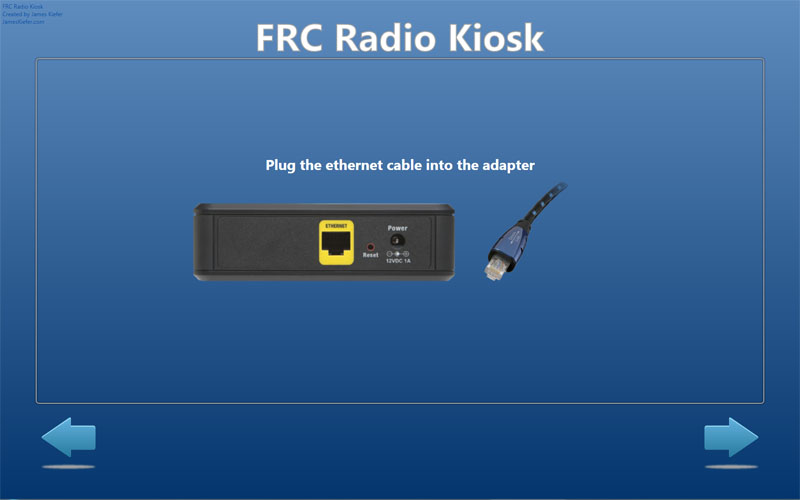 FRC Radio Kiosk
Created by James Kiefer
JamesKiefer.com
FRC Radio Kiosk
Plug the ethernet cable into the adapter
ETHERNET
Power
Reset
12VDC 1A